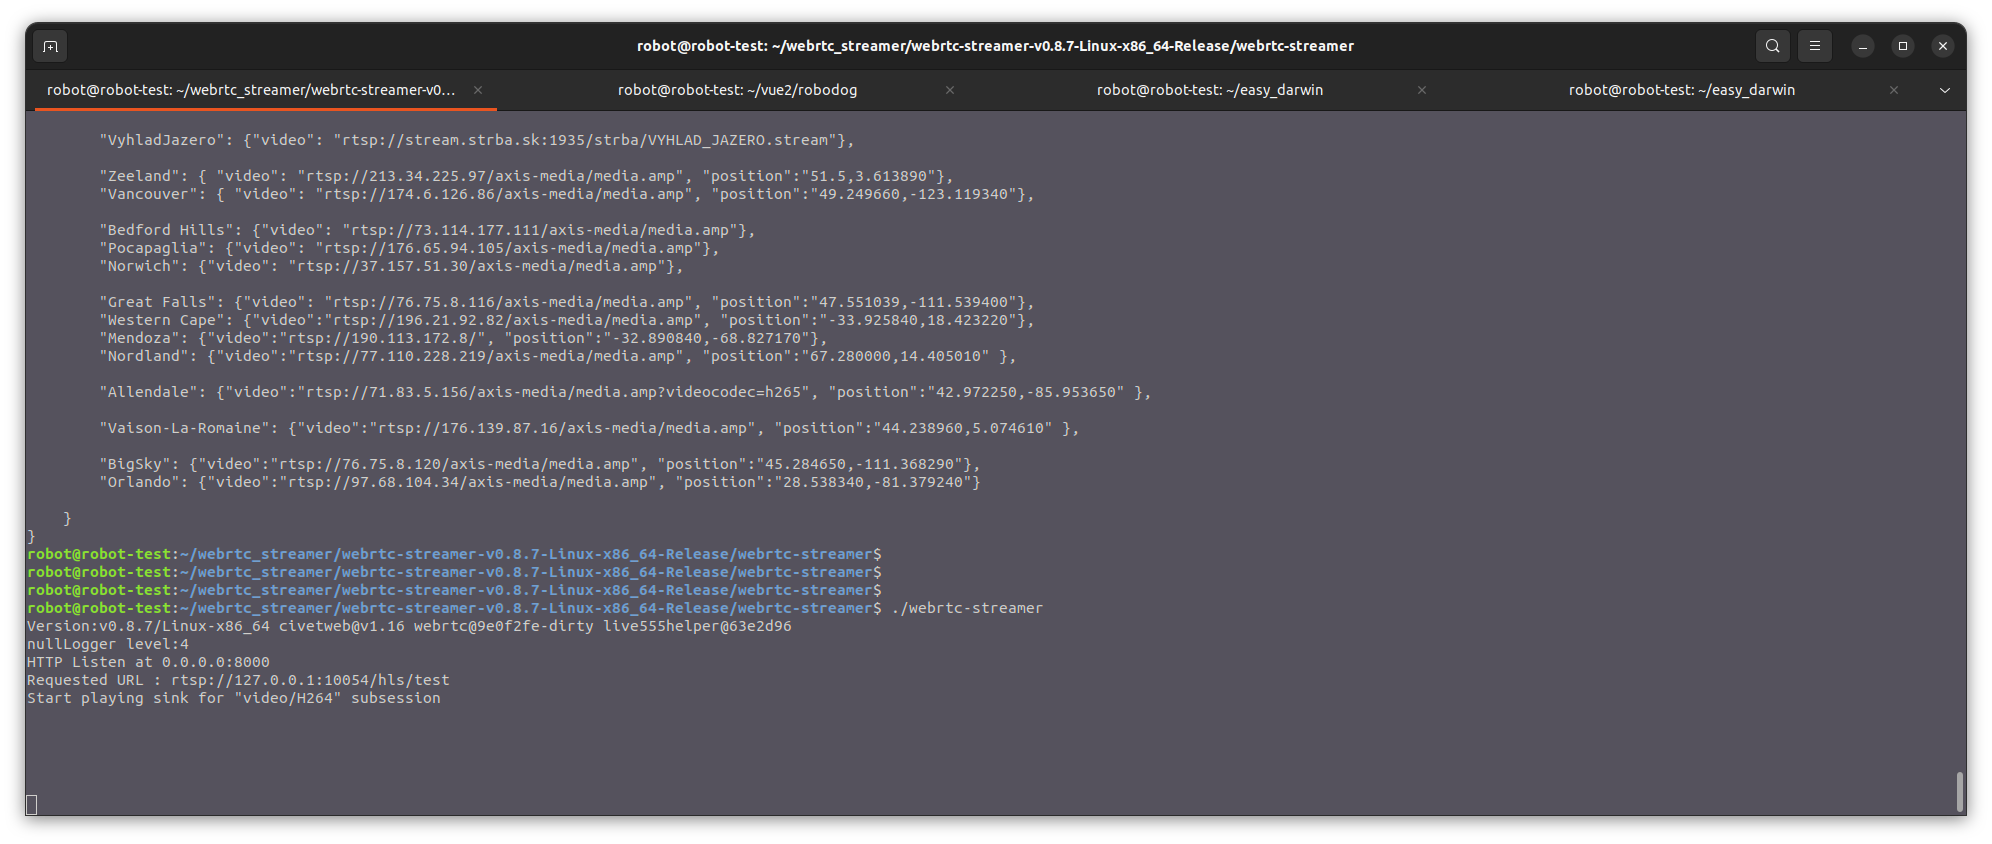 robot@robot-test: ~/webrtc_streamer/webrtc-streamer-v0.8.7-Linux-x86_64-Release/webrtc-streamer
robot@robot-test: ~/webrtc_streamer/webrtc-streamer-v0... robot@robot-test: ~/vue2/robodog robot@robot-test: ~/easy_darwin robot@robot-test: ~/easy_darwin
"VyhladJazero": {"video": "rtsp://stream.strba.sk:1935/strba/VYHLAD_JAZERO.stream"},
"Zeeland": { "video": "rtsp://213.34.225.97/axis-media/media.amp", "position":"51.5,3.613890"},
"Vancouver": { "video": "rtsp://174.6.126.86/axis-media/media.amp", "position":"49.249660,-123.119340"},
"Bedford Hills": {"video": "rtsp://73.114.177.111/axis-media/media.amp"},
"Pocapaglia": {"video": "rtsp://176.65.94.105/axis-media/media.amp"},
"Norwich": {"video": "rtsp://37.157.51.30/axis-media/media.amp"},
"Great Falls": {"video": "rtsp://76.75.8.116/axis-media/media.amp", "position":"47.551039,-111.539400"},
"Western Cape": {"video":"rtsp://196.21.92.82/axis-media/media.amp", "position":"-33.925840,18.423220"},
"Mendoza": {"video":"rtsp://190.113.172.8/", "position":"-32.890840,-68.827170"},
"Nordland": {"video":"rtsp://77.110.228.219/axis-media/media.amp", "position":"67.280000,14.405010" },
"Allendale": {"video":"rtsp://71.83.5.156/axis-media/media.amp?videocodec=h265", "position":"42.972250,-85.953650" },
"Vaison-La-Romaine": {"video":"rtsp://176.139.87.16/axis-media/media.amp", "position":"44.238960,5.074610" },
"BigSky": {"video":"rtsp://76.75.8.120/axis-media/media.amp", "position":"45.284650,-111.368290"},
"Orlando": {"video":"rtsp://97.68.104.34/axis-media/media.amp", "position":"28.538340,-81.379240"}
}
}
robot@robot-test:~/webrtc_streamer/webrtc-streamer-v0.8.7-Linux-x86_64-Release/webrtc-streamer$
robot@robot-test:~/webrtc_streamer/webrtc-streamer-v0.8.7-Linux-x86_64-Release/webrtc-streamer$
robot@robot-test:~/webrtc_streamer/webrtc-streamer-v0.8.7-Linux-x86_64-Release/webrtc-streamer$
robot@robot-test:~/webrtc_streamer/webrtc-streamer-v0.8.7-Linux-x86_64-Release/webrtc-streamer$ ./webrtc-streamer
Version:v0.8.7/Linux-x86_64 civetweb@v1.16 webrtc@9e0f2fe-dirty live555helper@63e2d96
nullLogger level:4
HTTP Listen at 0.0.0.0:8000
Requested URL : rtsp://127.0.0.1:10054/hls/test
Start playing sink for "video/H264" subsession